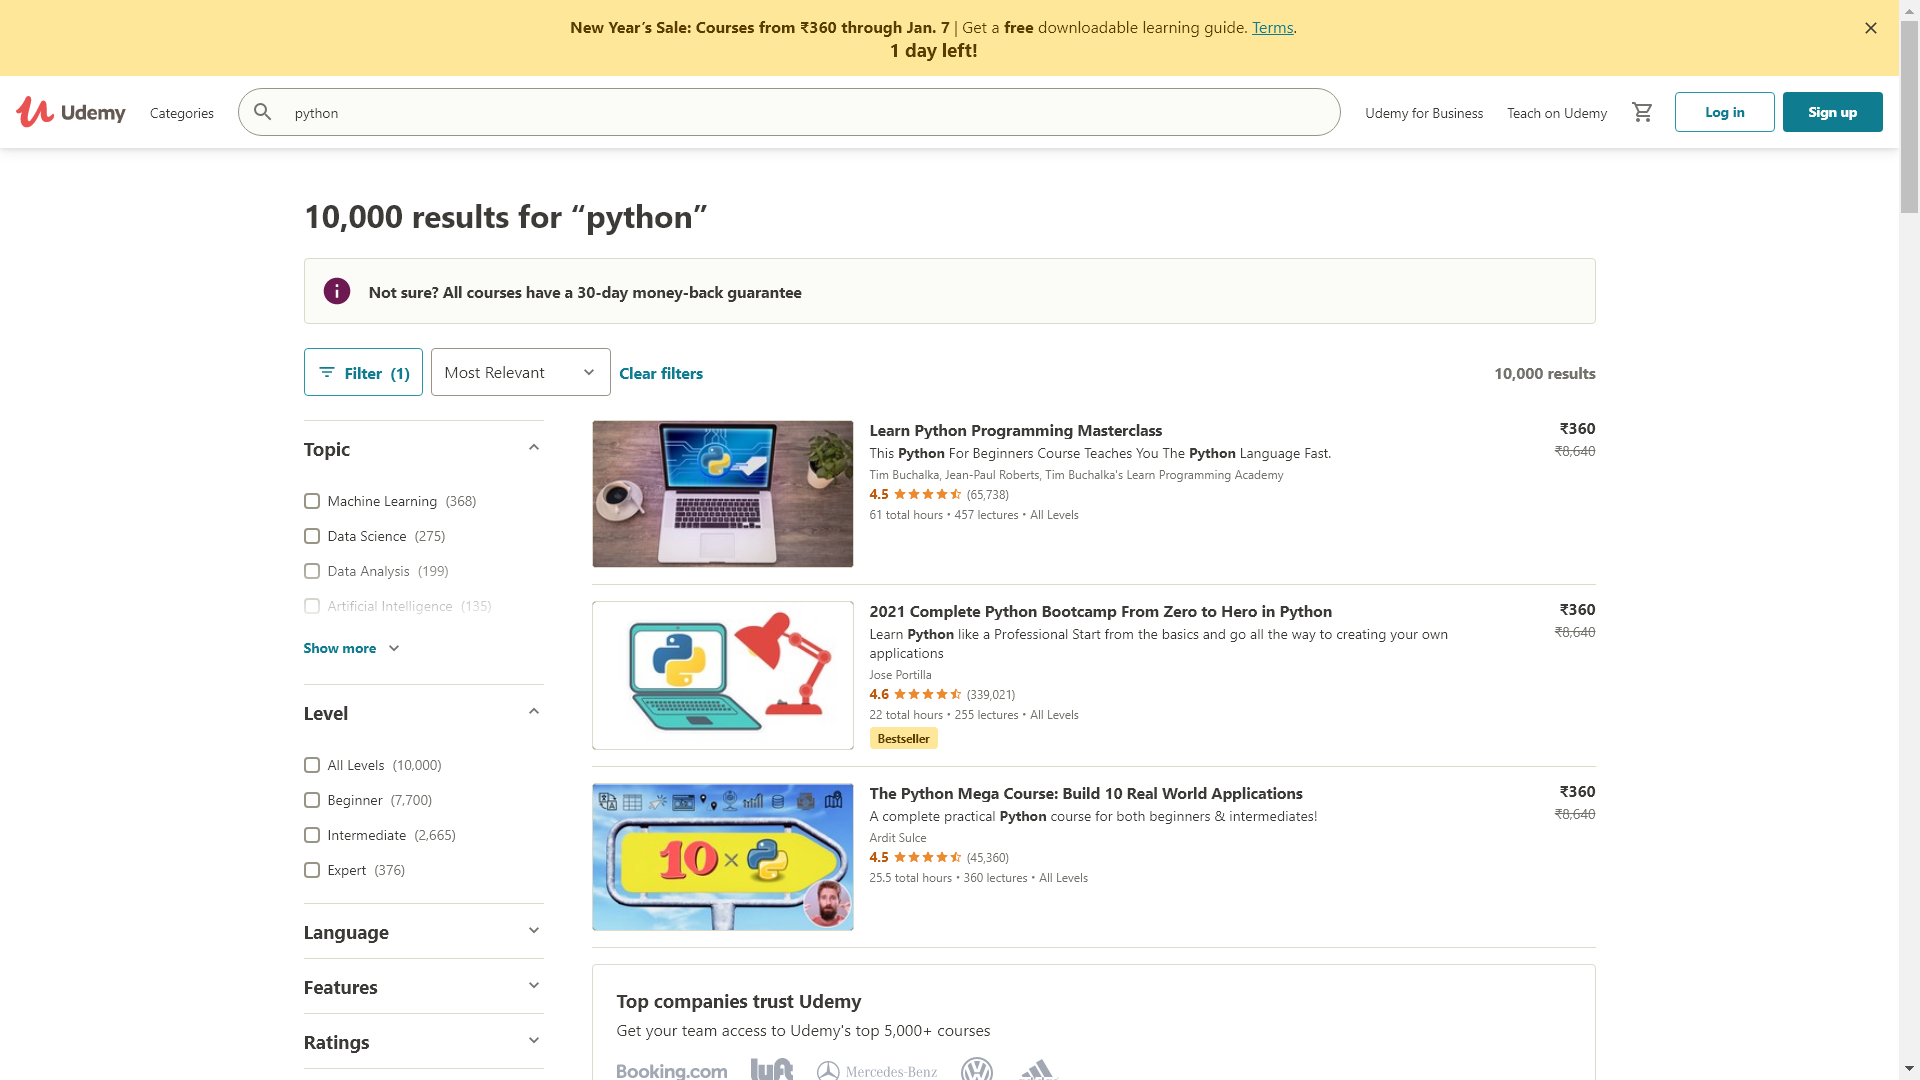 New Year's Sale: Courses from ₹360 through Jan. 7 | Get a free downloadable learning guide. Terms.
1 day left!
Udemy
Categories
python
Udemy for Business
Teach on Udemy
Log in
Sign up
10,000 results for “python”
Not sure? All courses have a 30-day money-back guarantee
Filter (1)
Most Relevant
Clear filters
10,000 results
Topic
Machine Learning (368)
Data Science (275)
Data Analysis (199)
Artificial Intelligence (135)
Show more
Level
All Levels (10,000)
Beginner (7,700)
Intermediate (2,665)
Expert (376)
Language
Features
Ratings
Learn Python Programming Masterclass
₹360
This Python For Beginners Course Teaches You The Python Language Fast.
₹8,640
Tim Buchalka, Jean-Paul Roberts, Tim Buchalka's Learn Programming Academy
4.5 (65,738)
61 total hours • 457 lectures • All Levels
2021 Complete Python Bootcamp From Zero to Hero in Python
₹360
Learn Python like a Professional Start from the basics and go all the way to creating your own
₹8,640
applications
Jose Portilla
4.6 (339,021)
22 total hours • 255 lectures • All Levels
Bestseller
10 ×
The Python Mega Course: Build 10 Real World Applications
₹360
A complete practical Python course for both beginners & intermediates!
₹8,640
Ardit Sulce
4.5 (45,360)
25.5 total hours • 360 lectures • All Levels
Top companies trust Udemy
Get your team access to Udemy's top 5,000+ courses
Booking.com
lyft
Mercedes-Benz